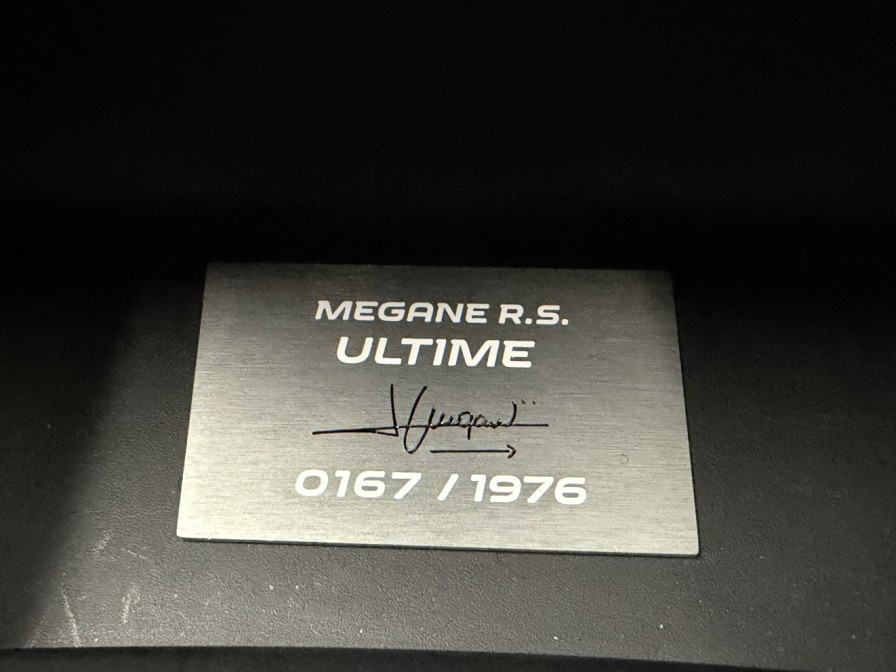 MEGANE R.S.
ULTIME
0167 / 1976